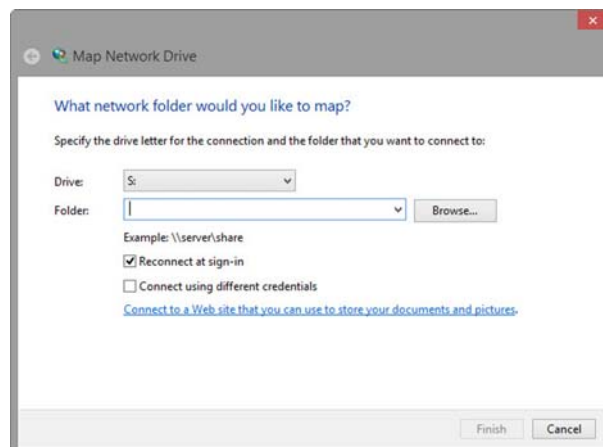 Map Network Drive
What network folder would you like to map?
Specify the drive letter for the connection and the folder that you want to connect to:
Drive: S:
Folder: Browse...
Example: \\server\share
Reconnect at sign-in
Connect using different credentials
Connect to a Web site that you can use to store your documents and pictures.
Finish Cancel